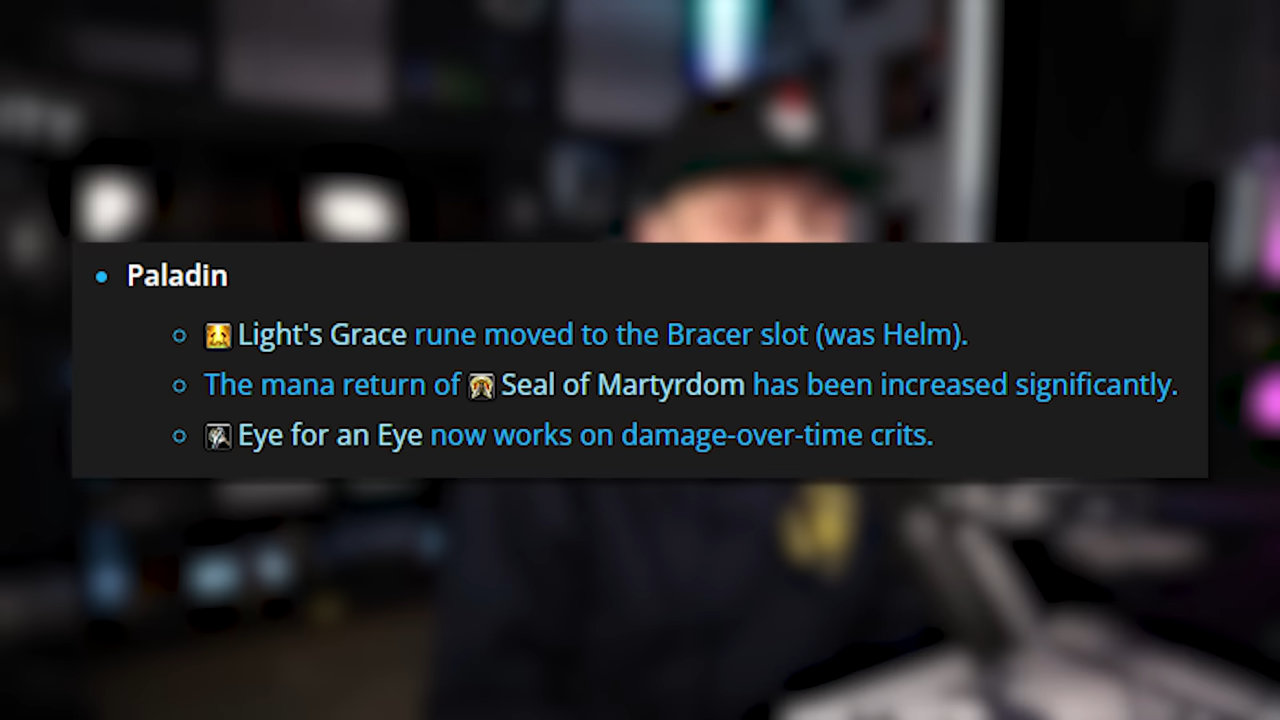 Paladin
Light's Grace rune moved to the Bracer slot (was Helm).
The mana return of Seal of Martyrdom has been increased significantly.
Eye for an Eye now works on damage-over-time crits.